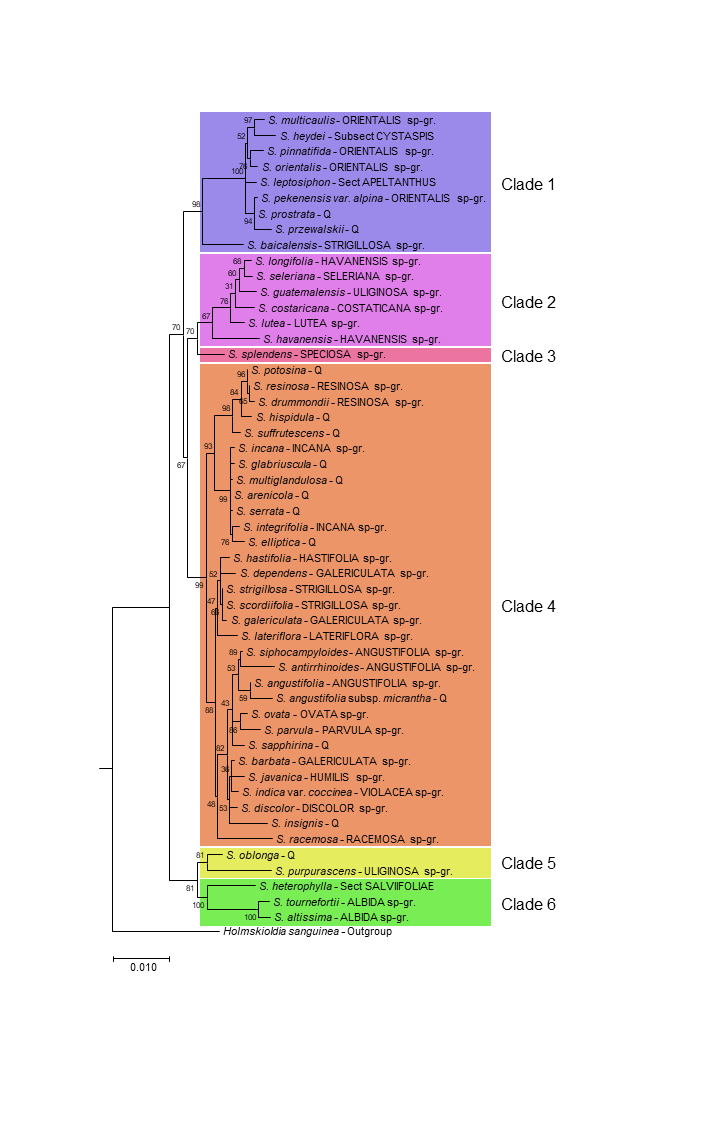 97
S. multicaulis - ORIENTALIS sp-gr.
52
S. heydei - Subsect CYSTASPIS
S. pinnatifida - ORIENTALIS sp-gr.
76
S. orientalis - ORIENTALIS sp-gr.
100
S. leptosiphon - Sect APELTANTHUS
Clade 1
S. pekenensis var. alpina - ORIENTALIS sp-gr.
98
S. prostrata - Q
94
S. przewalskii - Q
S. baicalensis - STRIGILLOSA sp-gr.
66
S. longifolia - HAVANENSIS sp-gr.
60
S. seleriana - SELERIANA sp-gr.
31
S. guatemalensis - ULIGINOSA sp-gr.
76
Clade 2
S. costaricana - COSTATICANA sp-gr.
67
S. lutea - LUTEA sp-gr.
70
70
S. havanensis - HAVANENSIS sp-gr.
S. splendens - SPECIOSA sp-gr.
Clade 3
96
S. potosina - Q
S. resinosa - RESINOSA sp-gr.
84
65
S. drummondii - RESINOSA sp-gr.
98
S. hispidula - Q
S. suffrutescens - Q
93
S. incana - INCANA sp-gr.
67
S. glabriuscula - Q
S. multiglandulosa - Q
99
S. arenicola - Q
S. serrata - Q
S. integrifolia - INCANA sp-gr.
76
S. elliptica - Q
S. hastifolia - HASTIFOLIA sp-gr.
52
S. dependens - GALERICULATA sp-gr.
99
S. strigillosa - STRIGILLOSA sp-gr.
47
S. scordiifolia - STRIGILLOSA sp-gr.
Clade 4
S. galericulata - GALERICULATA sp-gr.
S. lateriflora - LATERIFLORA sp-gr.
89
S. siphocampyloides - ANGUSTIFOLIA sp-gr.
53
S. antirrhinoides - ANGUSTIFOLIA sp-gr.
S. angustifolia - ANGUSTIFOLIA sp-gr.
59
S. angustifolia subsp. micrantha - Q
43
88
S. ovata - OVATA sp-gr.
S. parvula - PARVULA sp-gr.
S. sapphirina - Q
82
S. barbata - GALERICULATA sp-gr.
S. javanica - HUMILIS sp-gr.
S. indica var. coccinea - VIOLACEA sp-gr.
48
53
S. discolor - DISCOLOR sp-gr.
S. insignis - Q
S. racemosa - RACEMOSA sp-gr.
81
S. oblonga - Q
Clade 5
S. purpurascens - ULIGINOSA sp-gr.
81
S. heterophylla - Sect SALVIIFOLIAE
100
S. tournefortii - ALBIDA sp-gr.
Clade 6
100
S. altissima - ALBIDA sp-gr.
Holmskioldia sanguinea - Outgroup
0.010